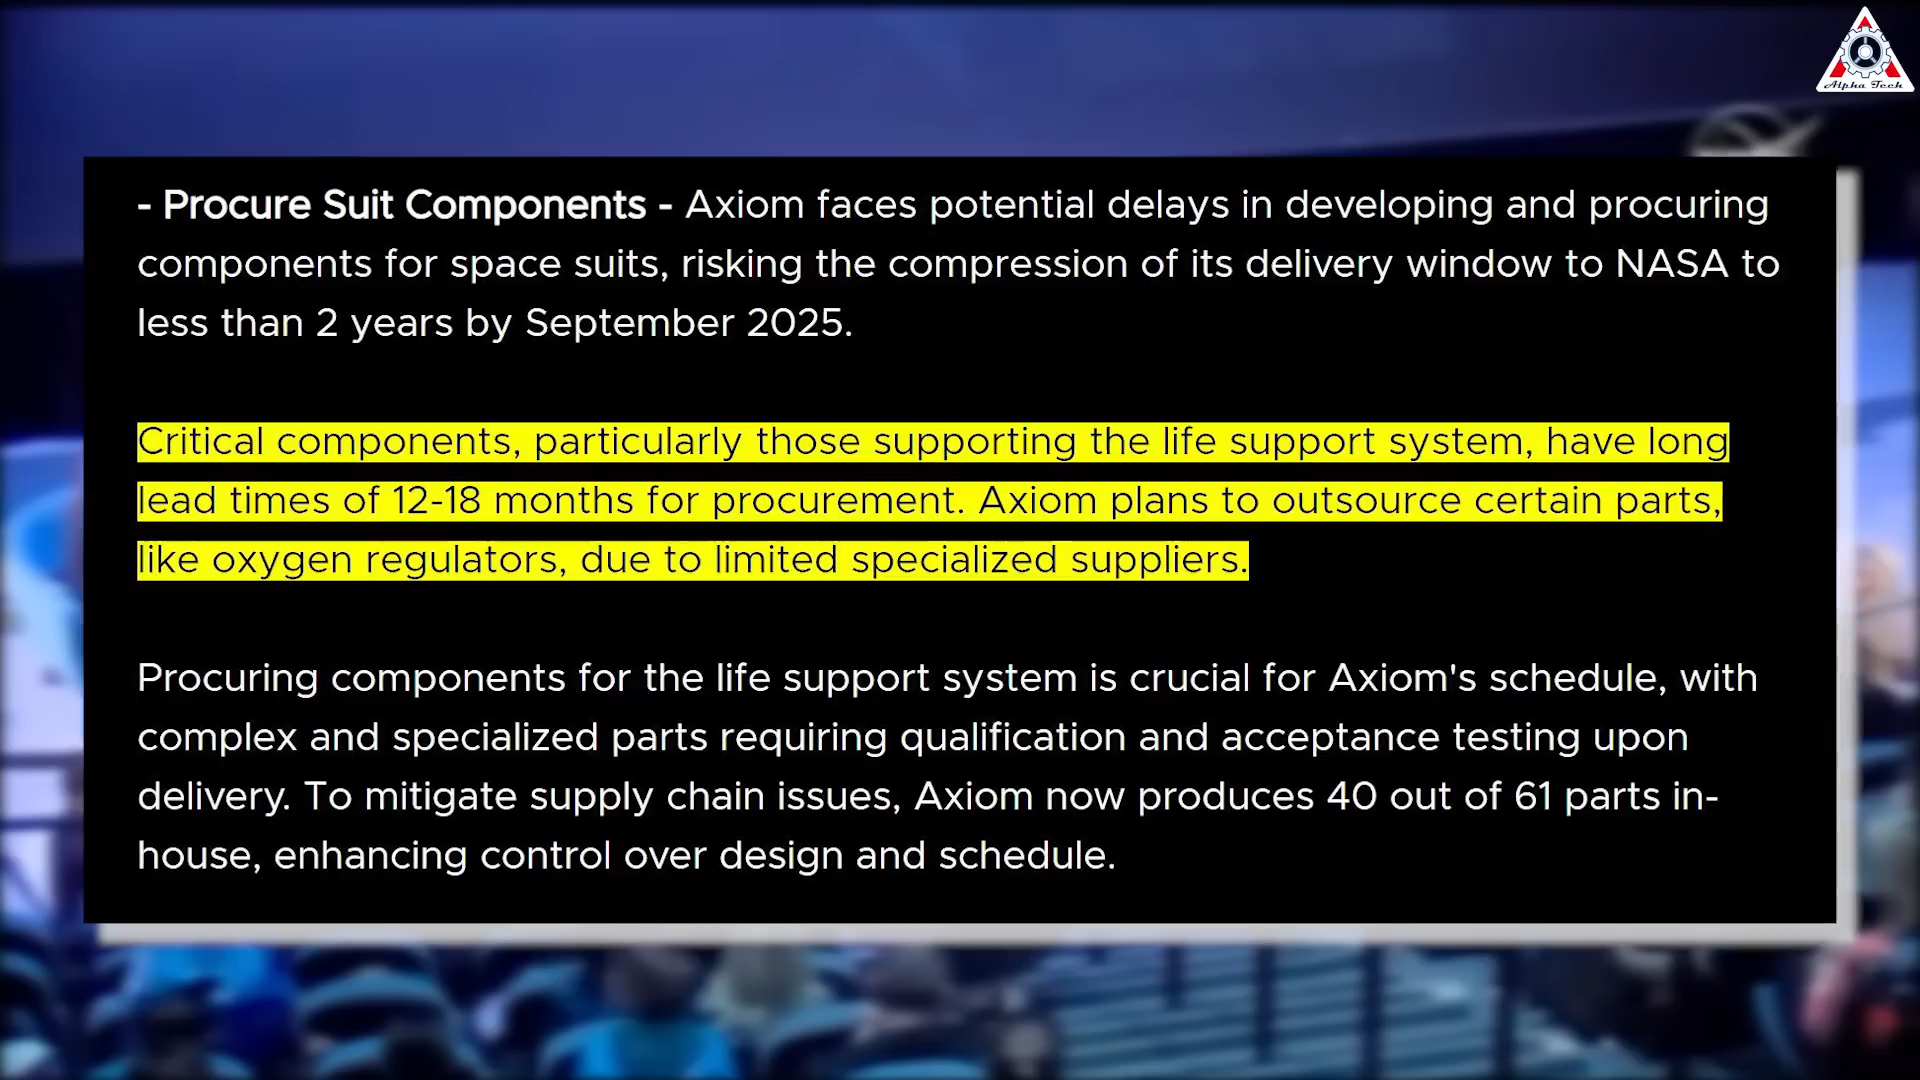 Alpha Tech
- Procure Suit Components - Axiom faces potential delays in developing and procuring
components for space suits, risking the compression of its delivery window to NASA to
less than 2 years by September 2025.
Critical components, particularly those supporting the life support system, have long
lead times of 12-18 months for procurement. Axiom plans to outsource certain parts,
like oxygen regulators, due to limited specialized suppliers.
Procuring components for the life support system is crucial for Axiom's schedule, with
complex and specialized parts requiring qualification and acceptance testing upon
delivery. To mitigate supply chain issues, Axiom now produces 40 out of 61 parts in-
house, enhancing control over design and schedule.